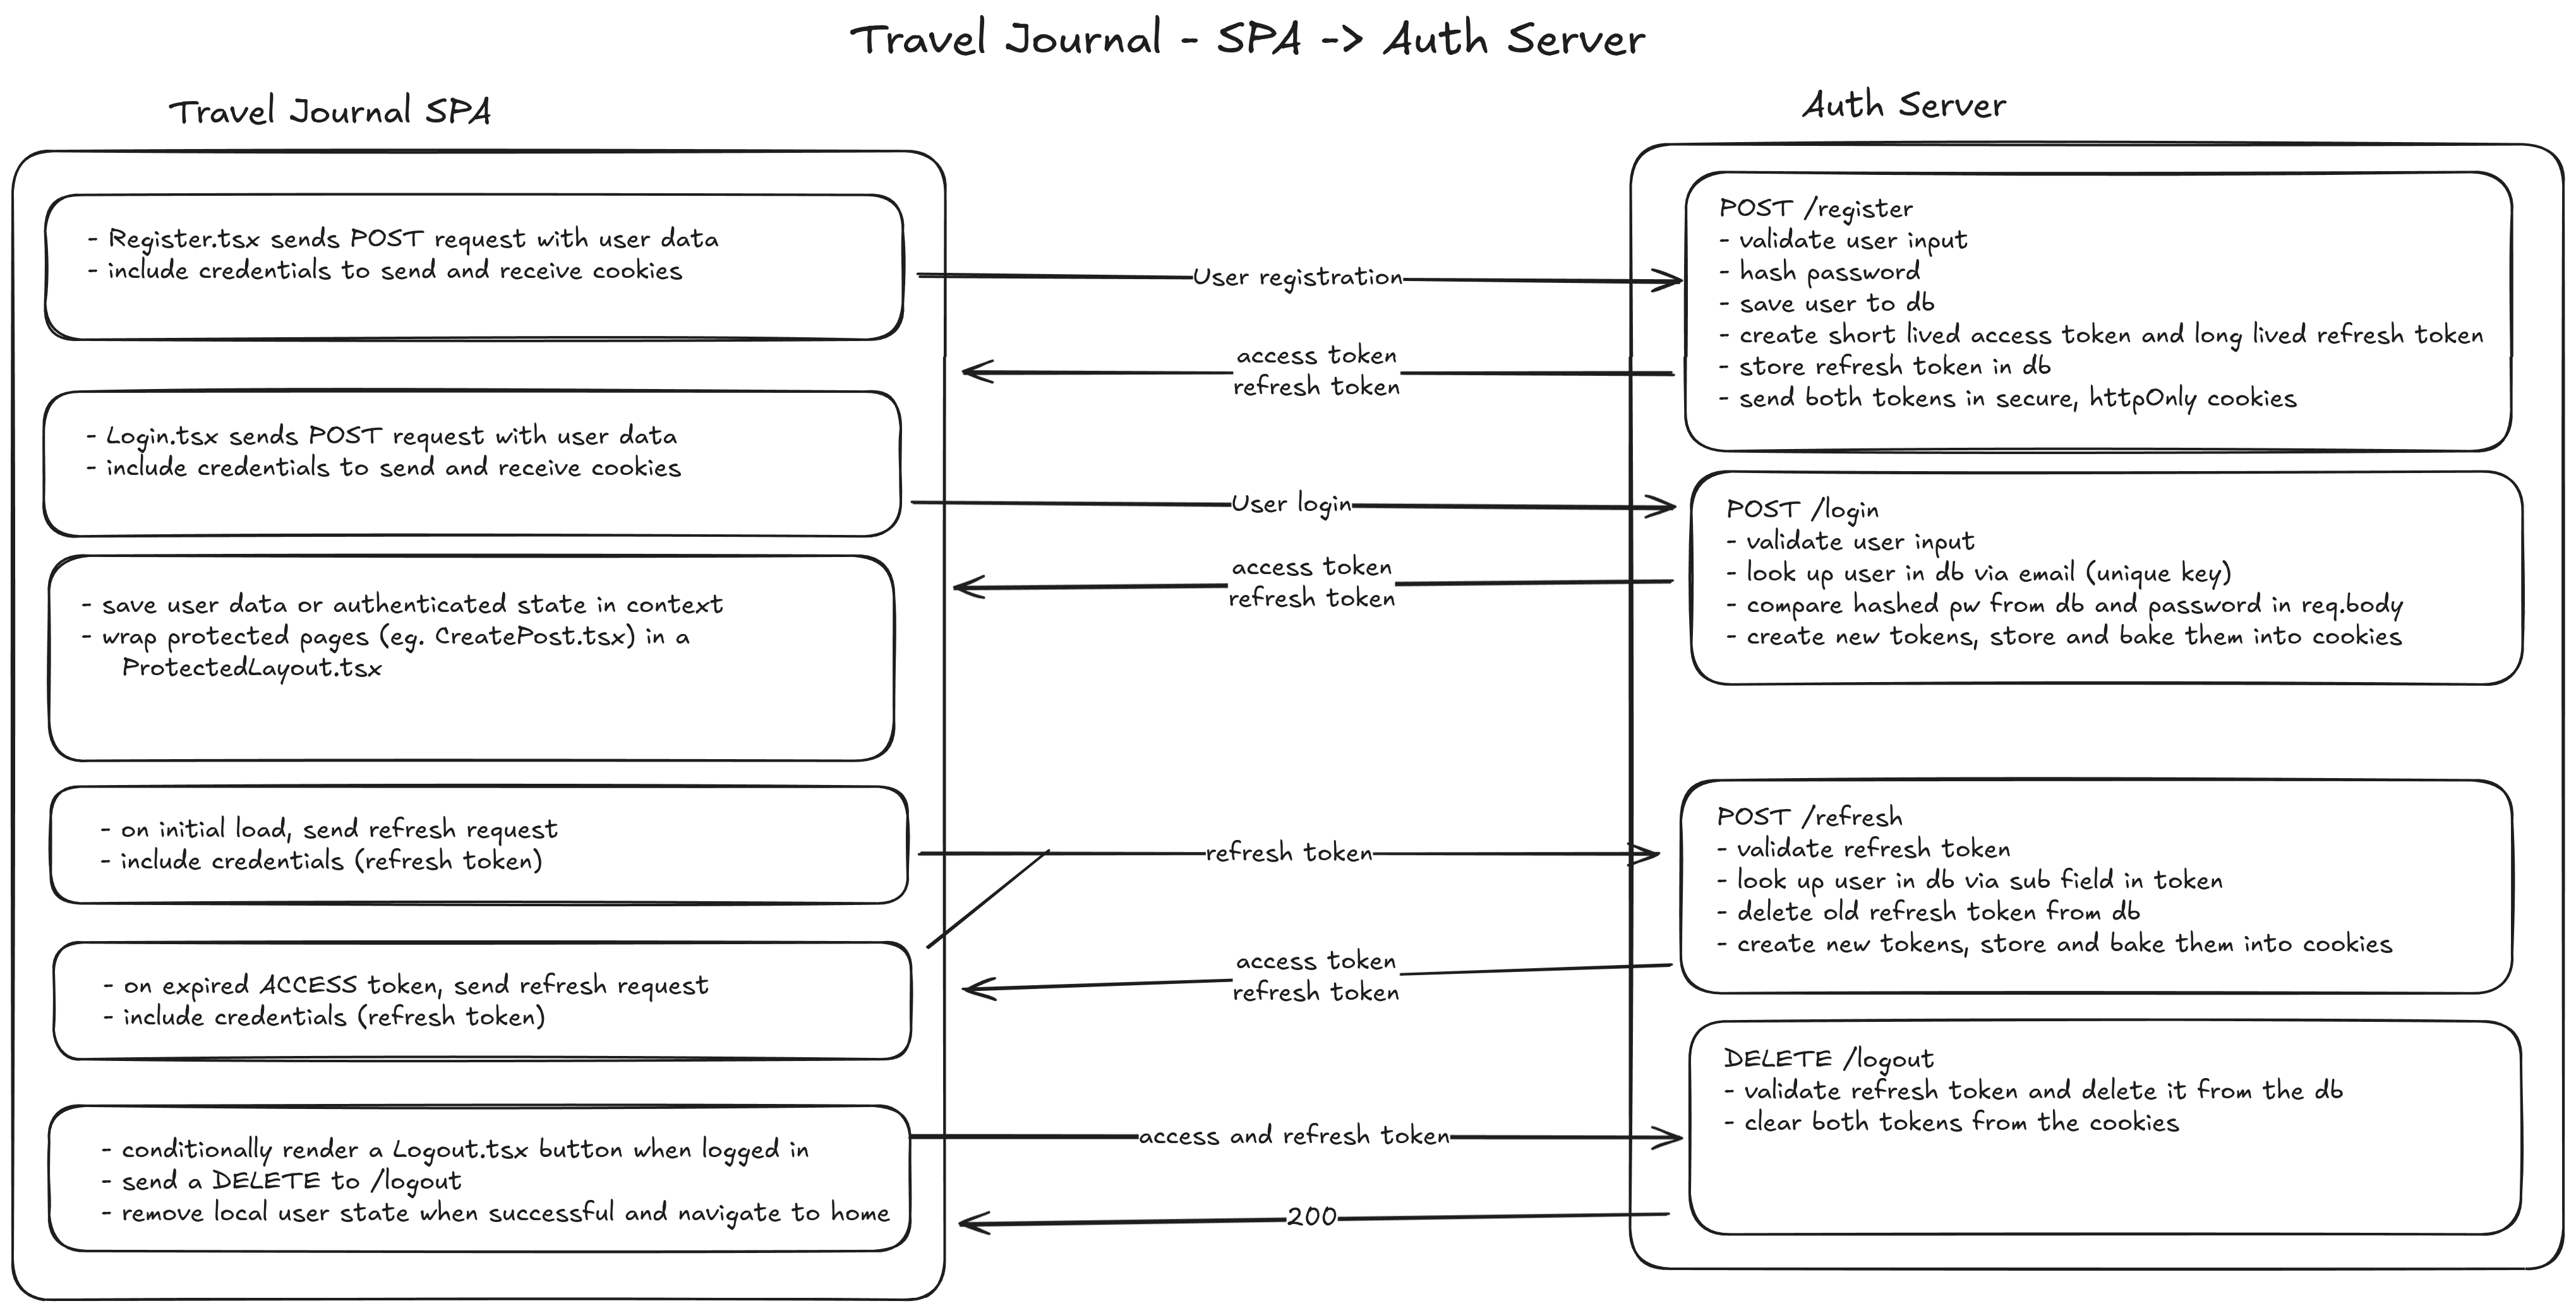 Travel Journal - SPA -> Auth Server
Travel Journal SPA
- Register.tsx sends POST request with user data
- include credentials to send and receive cookies
- Login.tsx sends POST request with user data
- include credentials to send and receive cookies
- save user data or authenticated state in context
- wrap protected pages (eg. CreatePost.tsx) in a
ProtectedLayout.tsx
- on initial load, send refresh request
- include credentials (refresh token)
- on expired ACCESS token, send refresh request
- include credentials (refresh token)
- conditionally render a Logout.tsx button when logged in
- send a DELETE to /logout
- remove local user state when successful and navigate to home
User registration
access token
refresh token
User login
access token
refresh token
refresh token
access token
refresh token
access and refresh token
200
Auth Server
POST /register
- validate user input
- hash password
- save user to db
- create short lived access token and long lived refresh token
- store refresh token in db
- send both tokens in secure, httpOnly cookies
POST /login
- validate user input
- look up user in db via email (unique key)
- compare hashed pw from db and password in req.body
- create new tokens, store and bake them into cookies
POST /refresh
- validate refresh token
- look up user in db via sub field in token
- delete old refresh token from db
- create new tokens, store and bake them into cookies
DELETE /logout
- validate refresh token and delete it from the db
- clear both tokens from the cookies